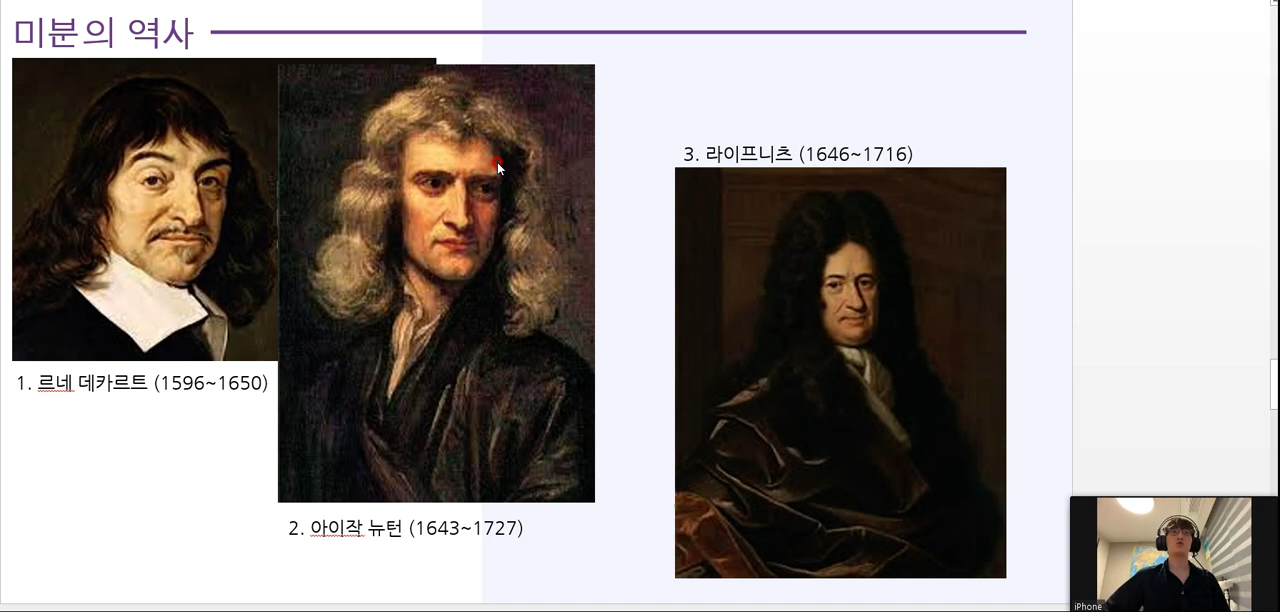 미분의 역사
3. 라이프니츠 (1646~1716)
1. 르네 데카르트 (1596~1650)
2. 아이작 뉴턴 (1643~1727)
iPhone